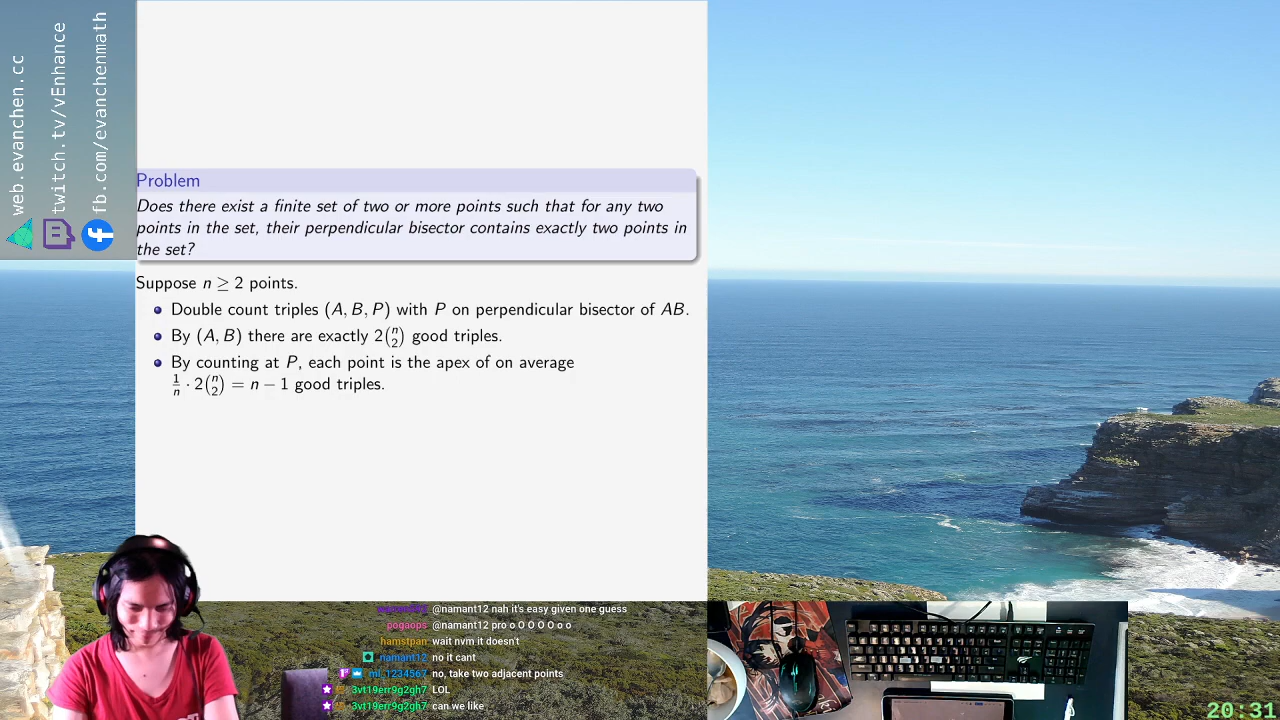 web.evanchen.cc
twitch.tv/vEnhance
fb.com/evanchenmath
Problem
Does there exist a finite set of two or more points such that for any two
points in the set, their perpendicular bisector contains exactly two points in
the set?
Suppose n ≥ 2 points.
Double count triples (A, B, P) with P on perpendicular bisector of AB.
By (A, B) there are exactly 2(n 2) good triples.
By counting at P, each point is the apex of on average
1/n · 2(n 2) = n − 1 good triples.
@namant12 nah it's easy given one guess
pogaops @namant12 pro o O O O O o o
hamstpan wait nvm it doesn't
namant12 no it cant
mi_1234567 no, take two adjacent points
3vt19err9g2gh7 LOL
3vt19err9g2gh7 can we like
20:31